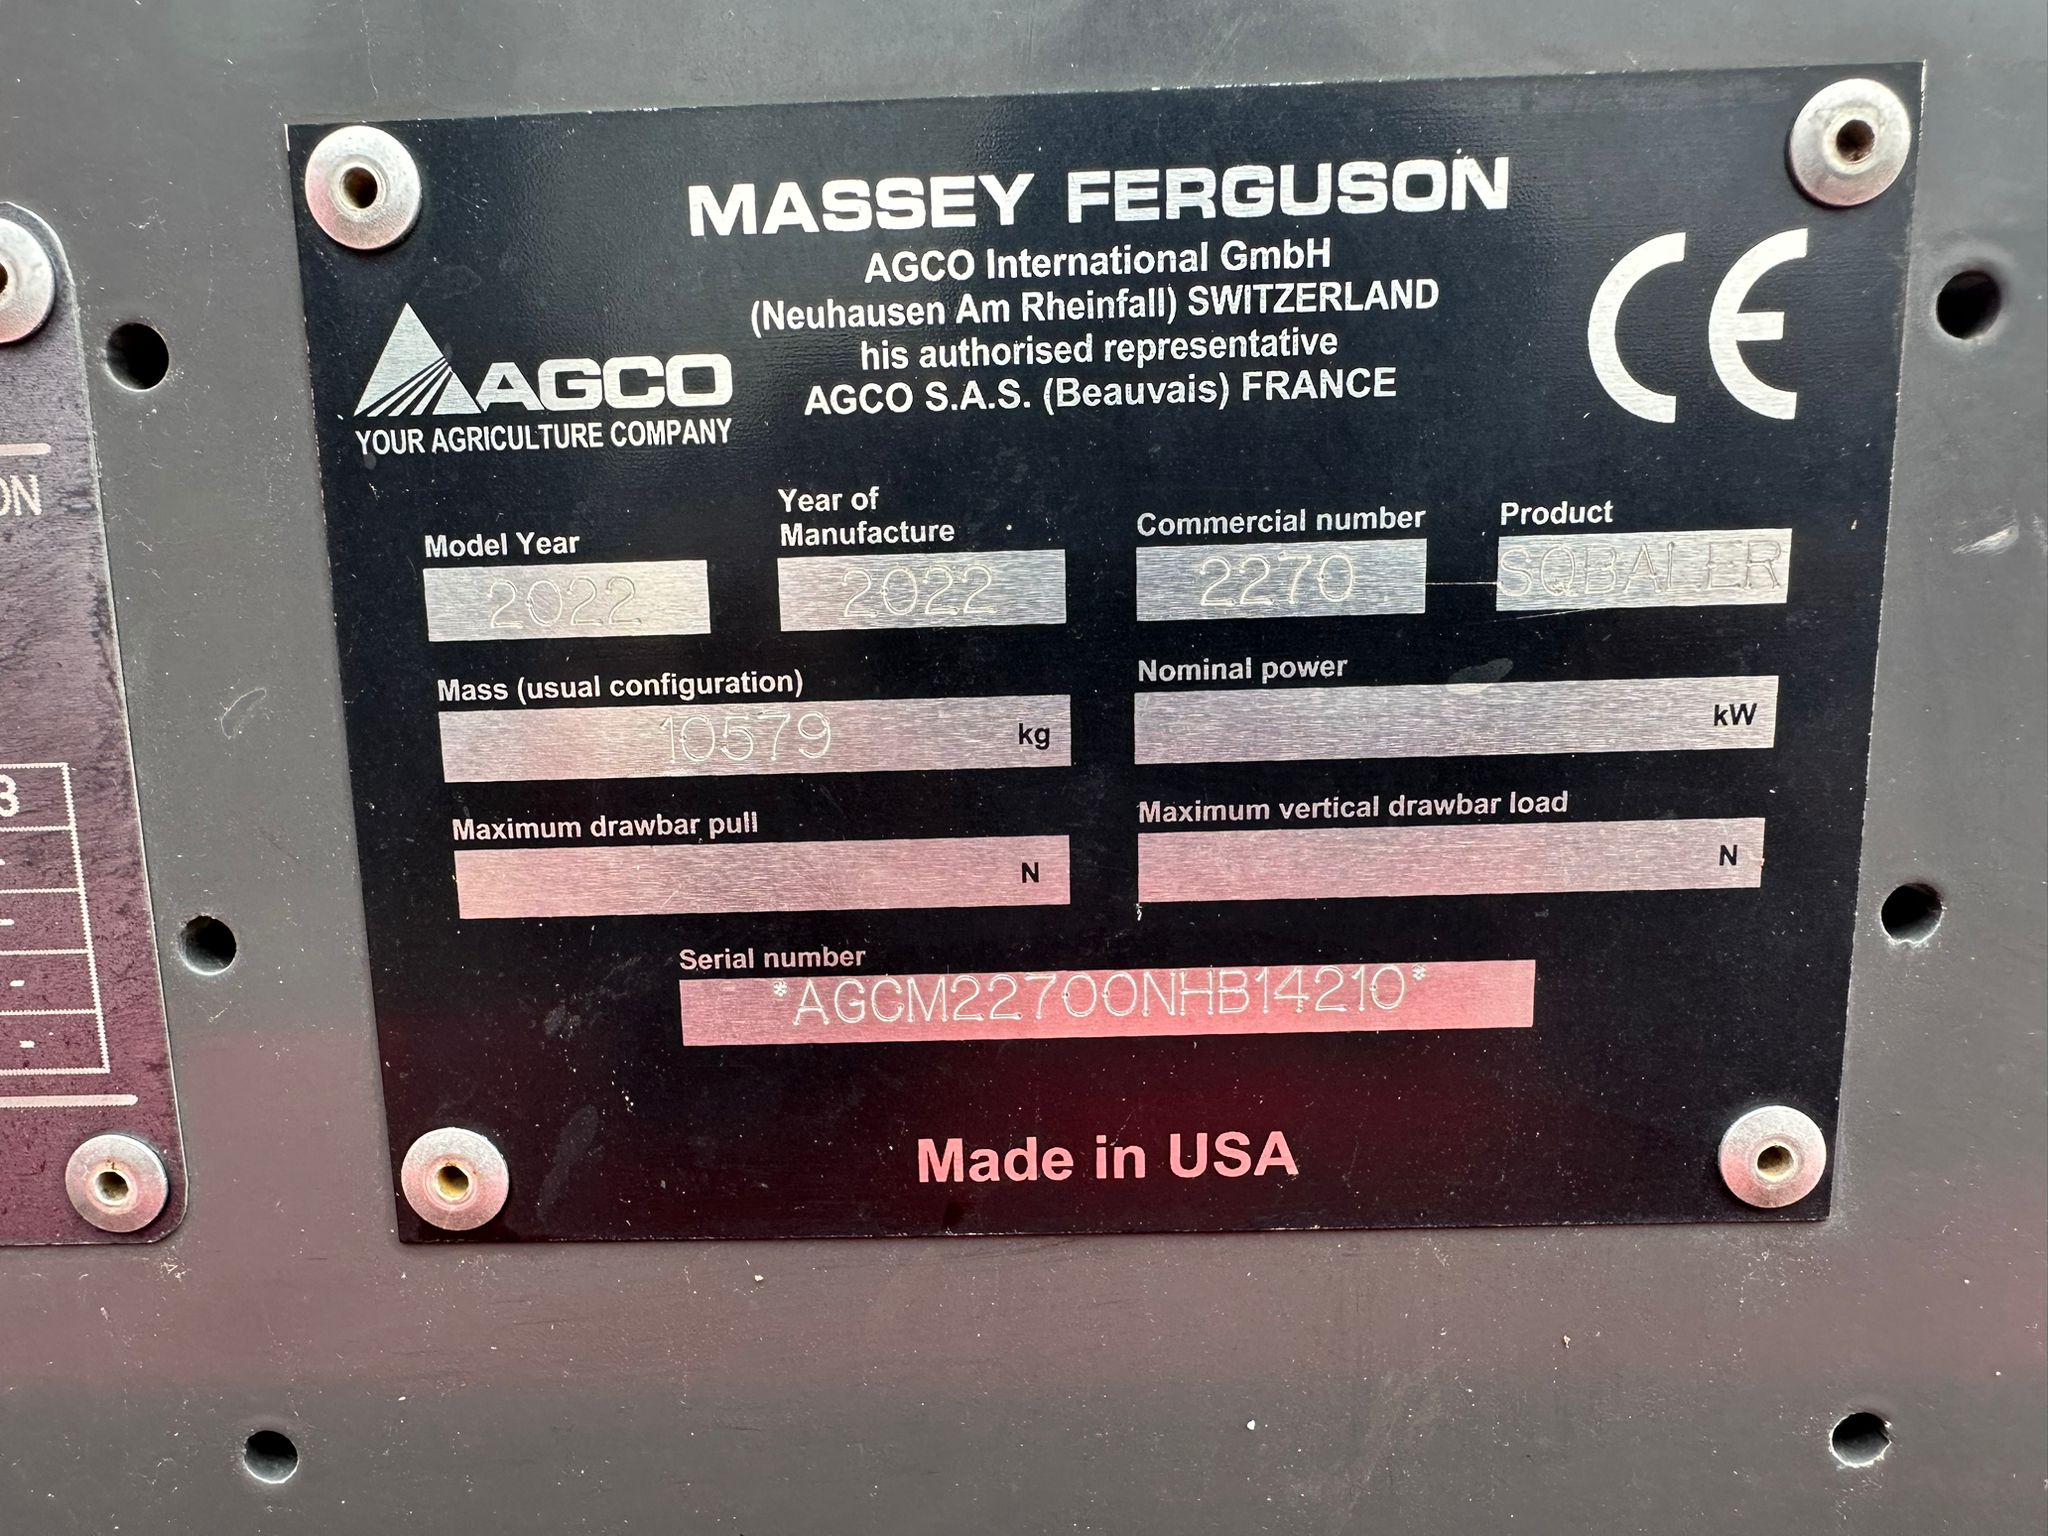 MASSEY FERGUSON
AGCO International GmbH
(Neuhausen Am Rheinfall) SWITZERLAND
his authorised representative
AGCO S.A.S. (Beauvais) FRANCE
CE
AGCO
YOUR AGRICULTURE COMPANY
Model Year
2022
Year of
Manufacture
2022
Commercial number
2270
Product
SQBALER
Mass (usual configuration)
10579 kg
Nominal power
kW
Maximum drawbar pull
N
Maximum vertical drawbar load
N
Serial number
*AGCM22700NHB14210*
Made in USA
ON
3
-
-
-
-